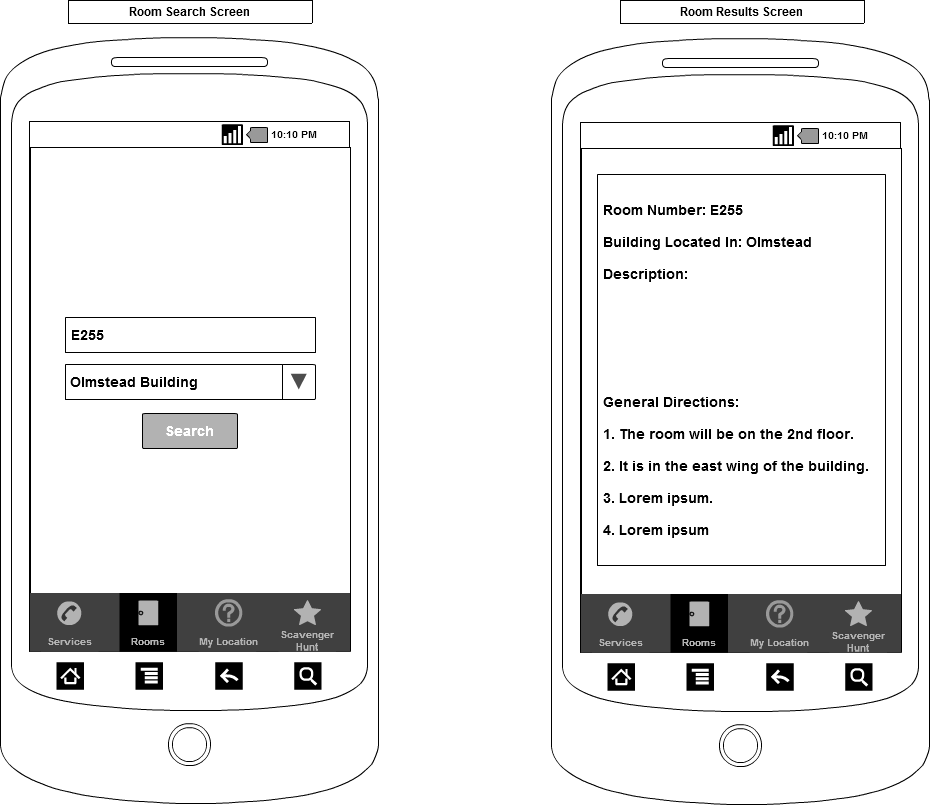 Room Search Screen
10:10 PM
E255
Olmstead Building
Search
Services
Rooms
My Location
Scavenger
Hunt
Room Results Screen
10:10 PM
Room Number: E255
Building Located In: Olmstead
Description:
General Directions:
1. The room will be on the 2nd floor.
2. It is in the east wing of the building.
3. Lorem ipsum.
4. Lorem ipsum
Services
Rooms
My Location
Scavenger
Hunt